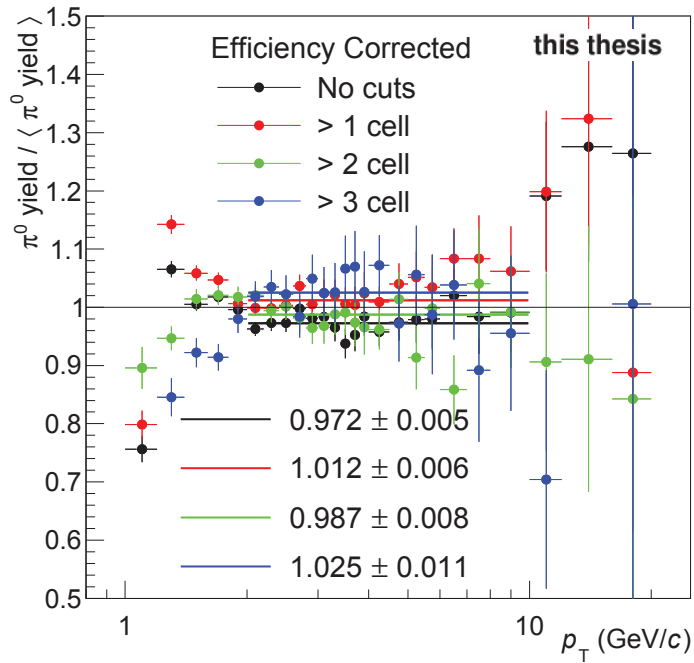 π⁰ yield / ⟨ π⁰ yield ⟩
1.5
1.4
1.3
1.2
1.1
1
0.9
0.8
0.7
0.6
0.5
Efficiency Corrected
this thesis
No cuts
> 1 cell
> 2 cell
> 3 cell
0.972 ± 0.005
1.012 ± 0.006
0.987 ± 0.008
1.025 ± 0.011
1
10
p_T (GeV/c)